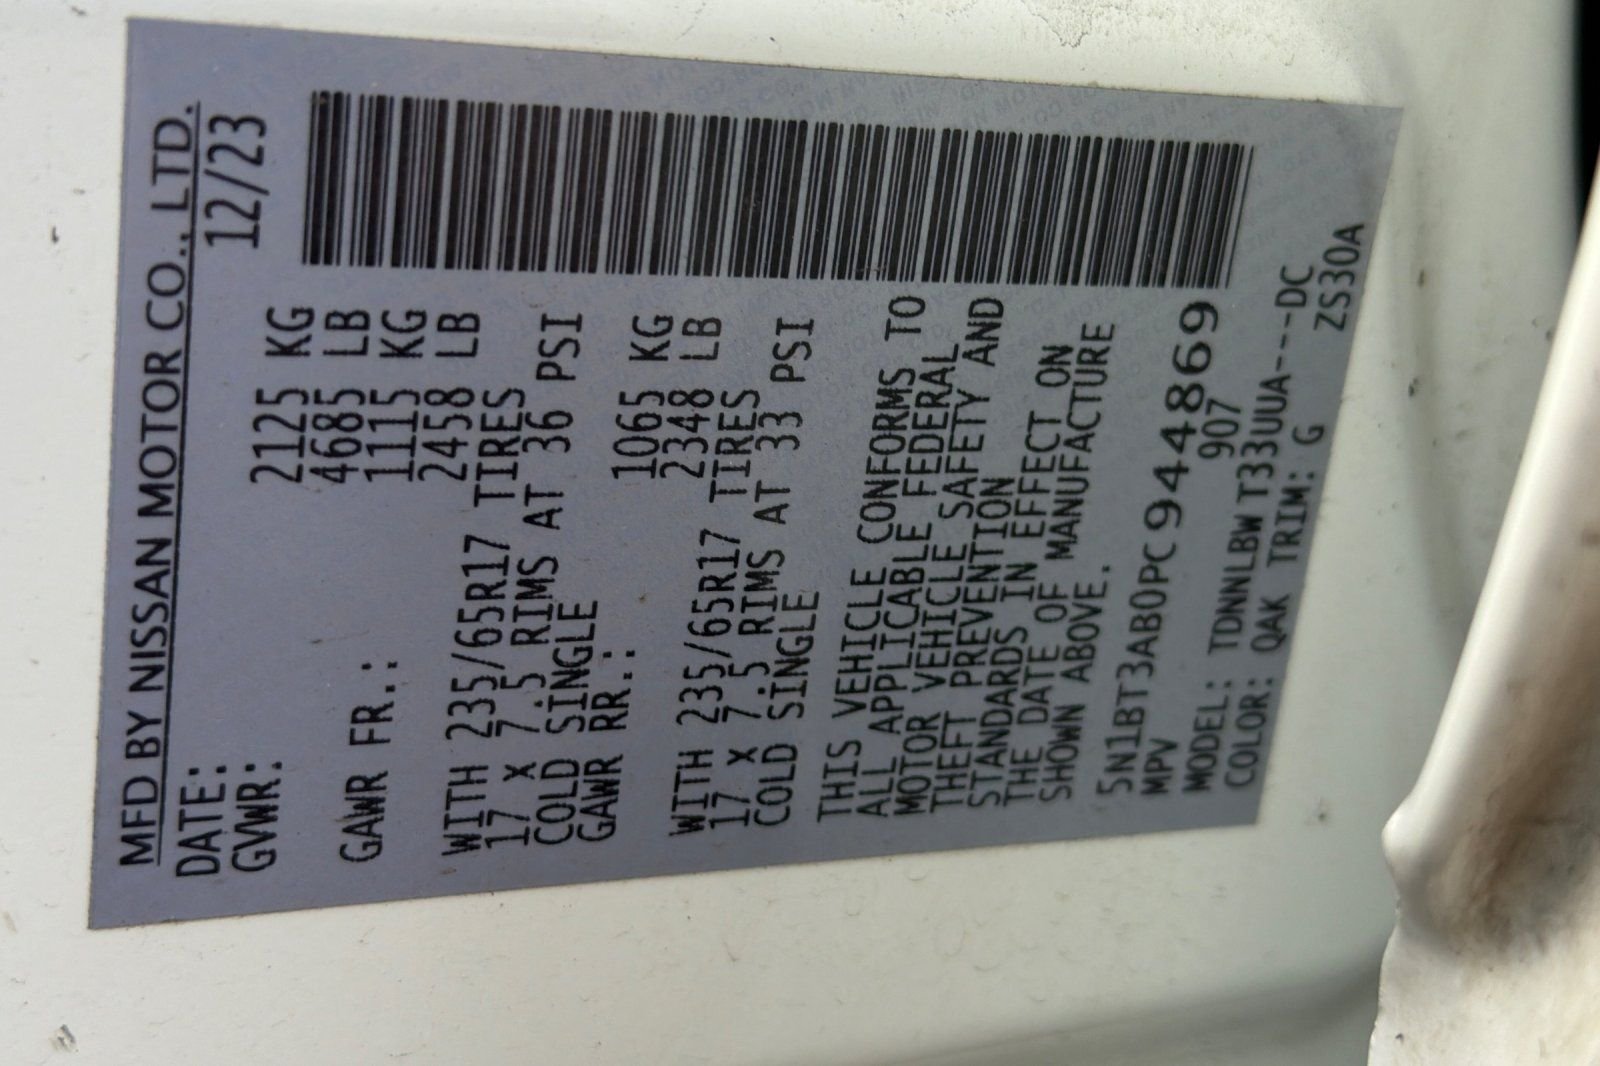 MFD BY NISSAN MOTOR CO., LTD.
DATE: 12/23
GVWR: 2125 KG
4685 LB
GAWR FR.: 1115 KG
2458 LB
WITH 235/65R17 TIRES
17 X 7.5 RIMS AT 36 PSI
COLD SINGLE
GAWR RR.: 1065 KG
2348 LB
WITH 235/65R17 TIRES
17 X 7.5 RIMS AT 33 PSI
COLD SINGLE
THIS VEHICLE CONFORMS TO
ALL APPLICABLE FEDERAL
MOTOR VEHICLE SAFETY AND
THEFT PREVENTION
STANDARDS IN EFFECT ON
THE DATE OF MANUFACTURE
SHOWN ABOVE.
5N1BT3AB0PC944869
MPV 907
MODEL: TDNNLBW T33UUA---DC
COLOR: QAK TRIM: G ZS30A